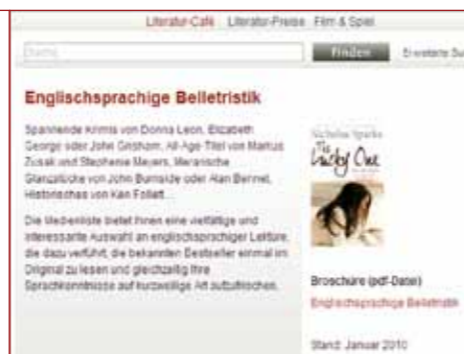 Literatur-Café Literatur-Preise Film & Spiel
Finden Erweiterte Su
Englischsprachige Belletristik
Spannende Krimis von Donna Leon, Elizabeth
George oder John Grisham, All-Age-Titel von Markus
Zusak und Stephenie Meyers, literarische
Glanzstücke von John Burnside oder Alan Bennet,
Historisches von Ken Follett...
Die Medienliste bietet Ihnen eine vielfältige und
interessante Auswahl an englischsprachiger Lektüre,
die dazu verführt, die bekannten Bestseller einmal im
Original zu lesen und gleichzeitig Ihre
Sprachkenntnisse auf kurzweilige Art aufzufrischen.
Nicholas Sparks
The
Lucky One
Broschüre (pdf-Datei)
Englischsprachige Belletristik
Stand: Januar 2010